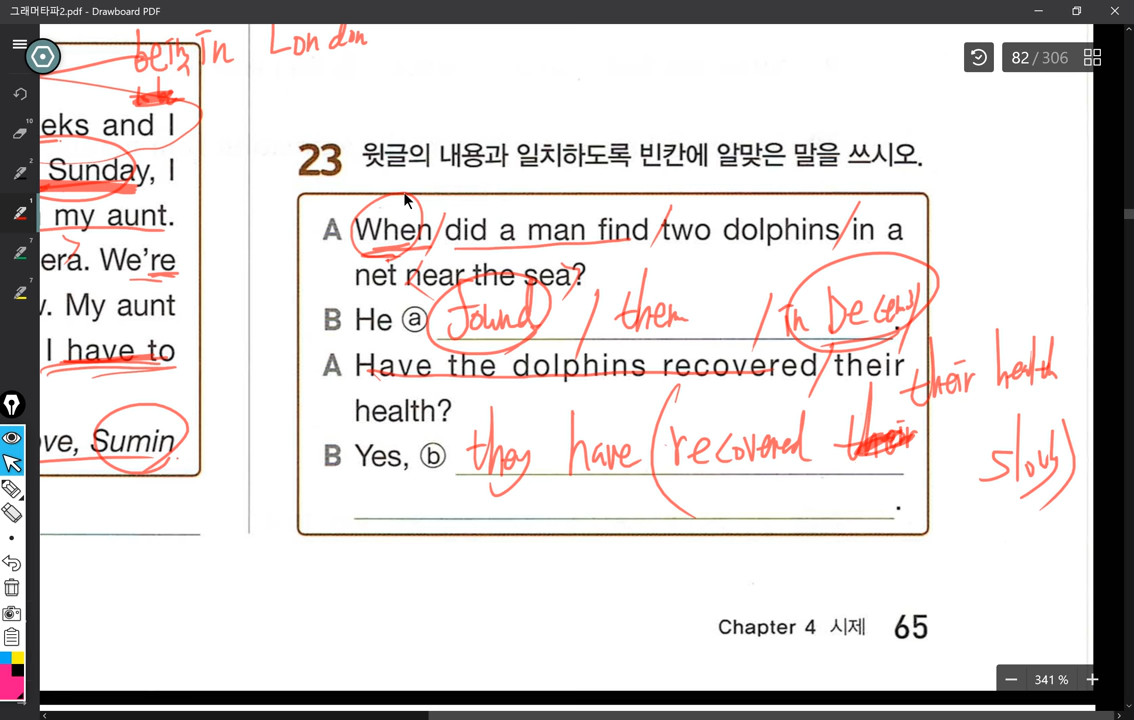 그래머타파2.pdf - Drawboard PDF
82 / 306
being in London
eks and I
Sunday, I
my aunt.
era. We're
. My aunt
I have to
ve, Sumin
23 윗글의 내용과 일치하도록 빈칸에 알맞은 말을 쓰시오.
A When did a man find two dolphins in a
net near the sea?
B He ⓐ found / them / in .
A Have the dolphins recovered their
health?
B Yes, ⓑ they have (recovered their health
slowly)
.
Chapter 4 시제 65
341 %